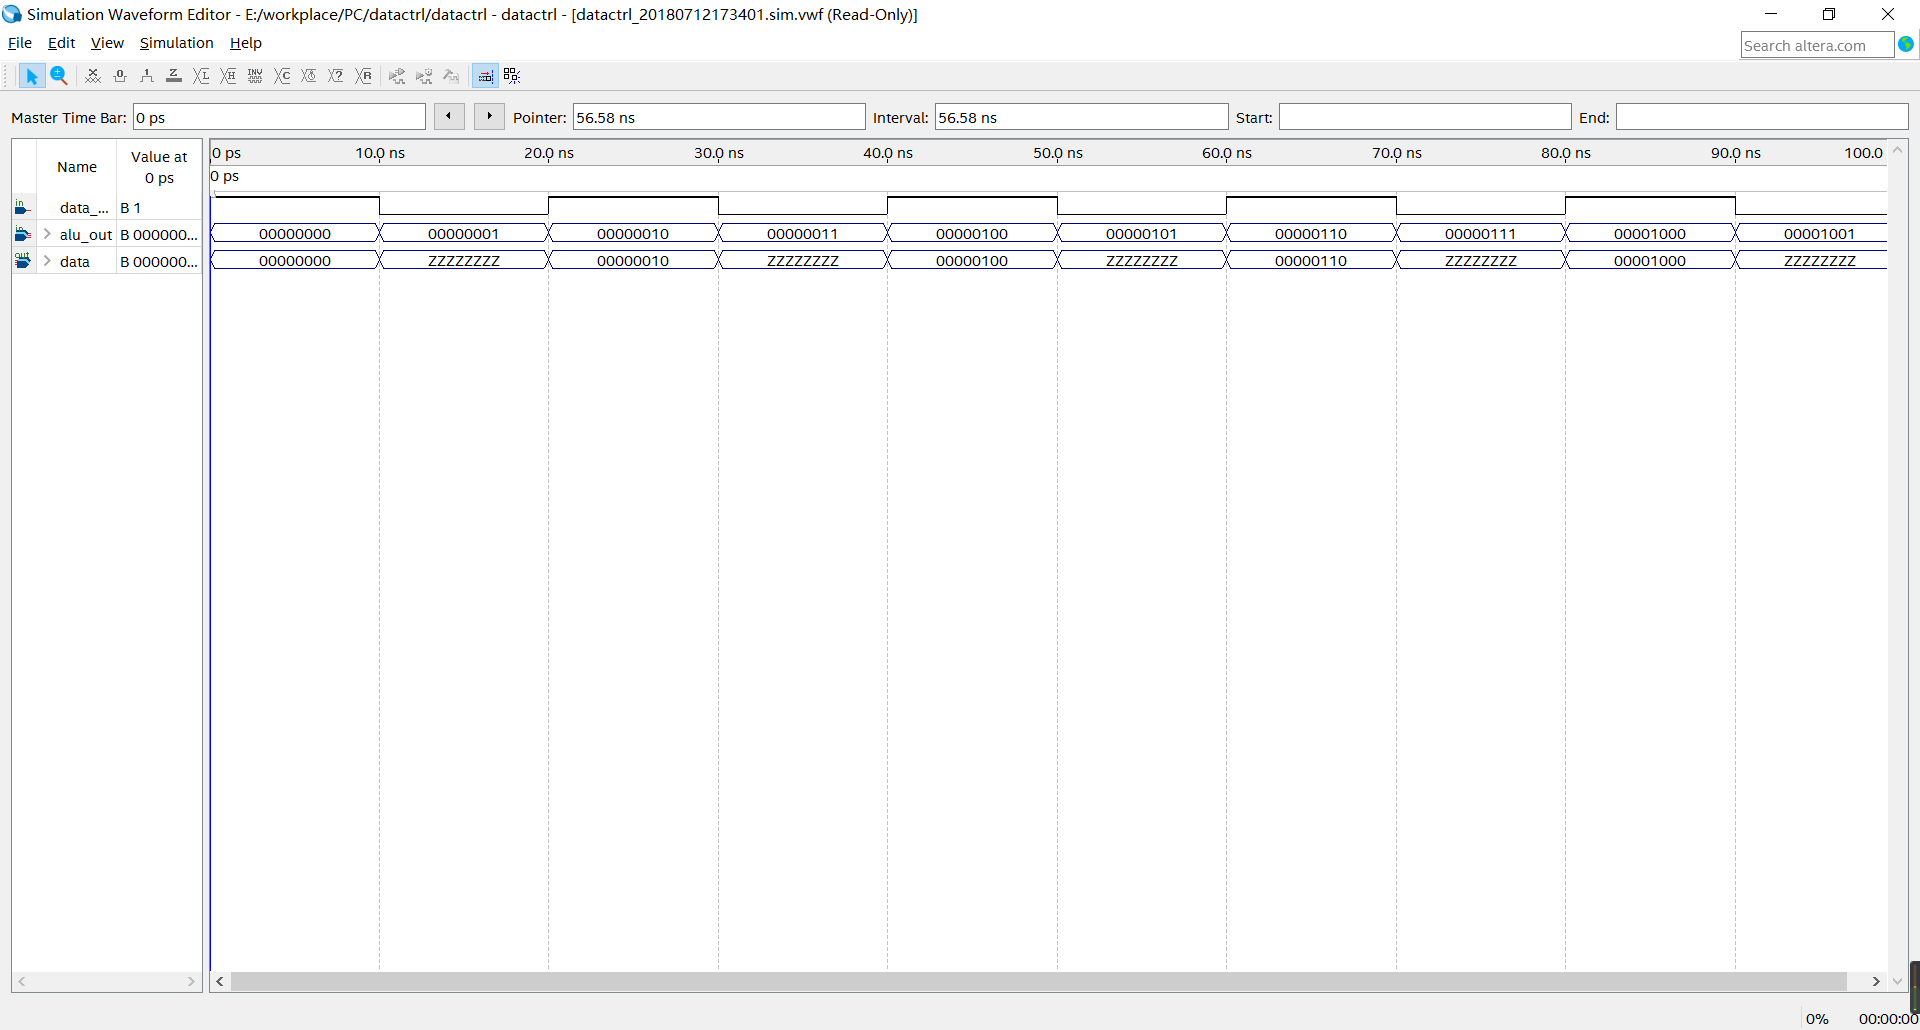 Simulation Waveform Editor - E:/workplace/PC/datactrl/datactrl - datactrl - [datactrl_20180712173401.sim.vwf (Read-Only)]
File Edit View Simulation Help
Search altera.com
Master Time Bar: 0 ps Pointer: 56.58 ns Interval: 56.58 ns Start: End:
Name Value at 0 ps
0 ps 10.0 ns 20.0 ns 30.0 ns 40.0 ns 50.0 ns 60.0 ns 70.0 ns 80.0 ns 90.0 ns 100.0
0 ps
in data_... B 1
in alu_out B 000000... 00000000 00000001 00000010 00000011 00000100 00000101 00000110 00000111 00001000 00001001
out data B 000000... 00000000 ZZZZZZZZ 00000010 ZZZZZZZZ 00000100 ZZZZZZZZ 00000110 ZZZZZZZZ 00001000 ZZZZZZZZ
0% 00:00:00